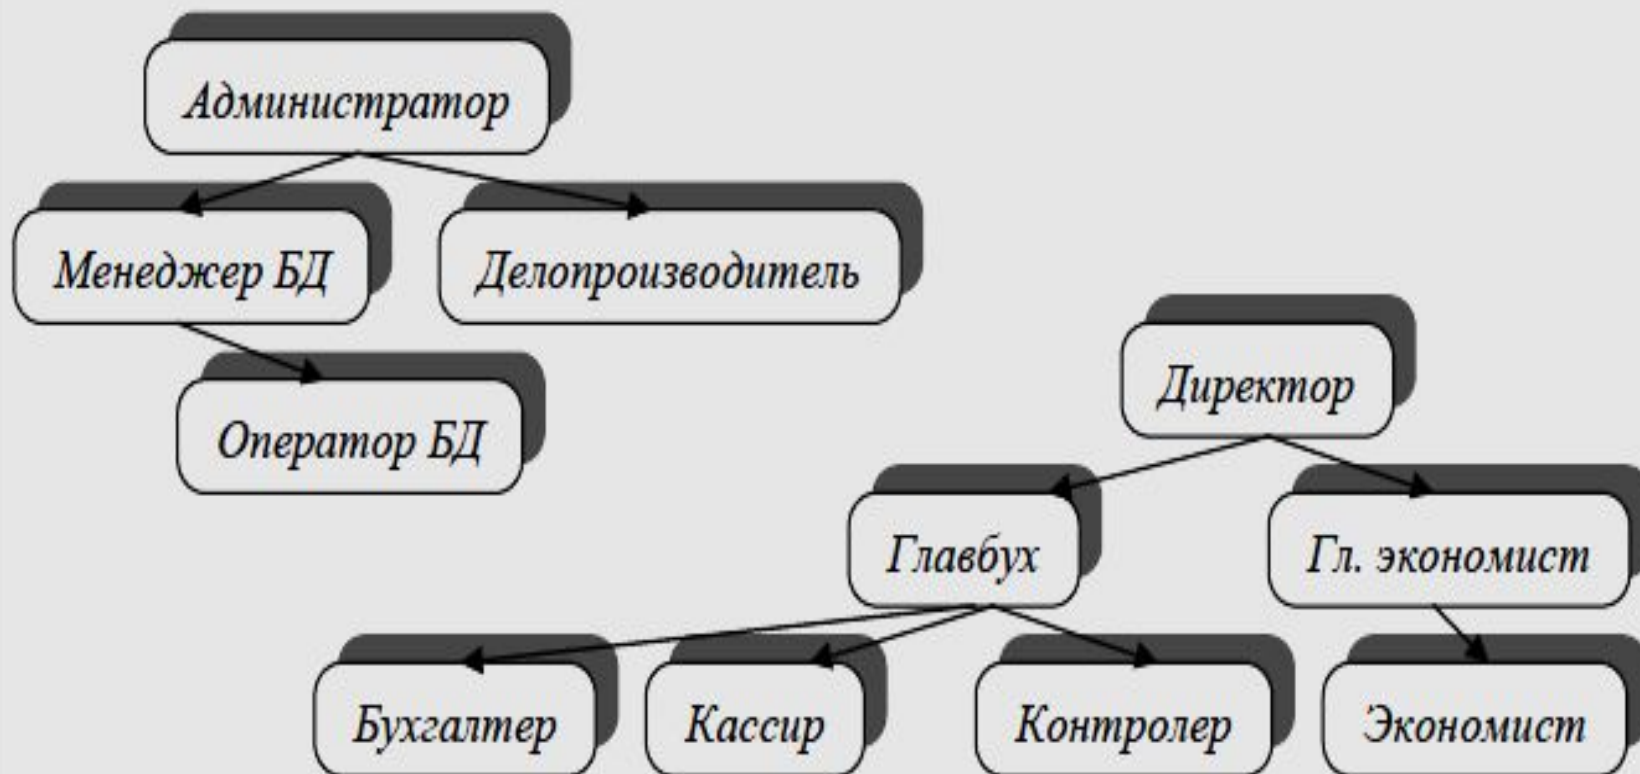 Администратор
Менеджер БД
Делопроизводитель
Оператор БД
Директор
Главбух
Гл. экономист
Бухгалтер
Кассир
Контролер
Экономист